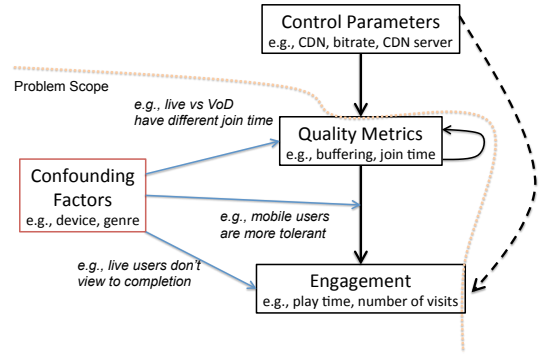 Control Parameters
e.g., CDN, bitrate, CDN server
Problem Scope
e.g., live vs VoD
have different join time
Quality Metrics
e.g., buffering, join time
Confounding
Factors
e.g., device, genre
e.g., mobile users
are more tolerant
e.g., live users don't
view to completion
Engagement
e.g., play time, number of visits